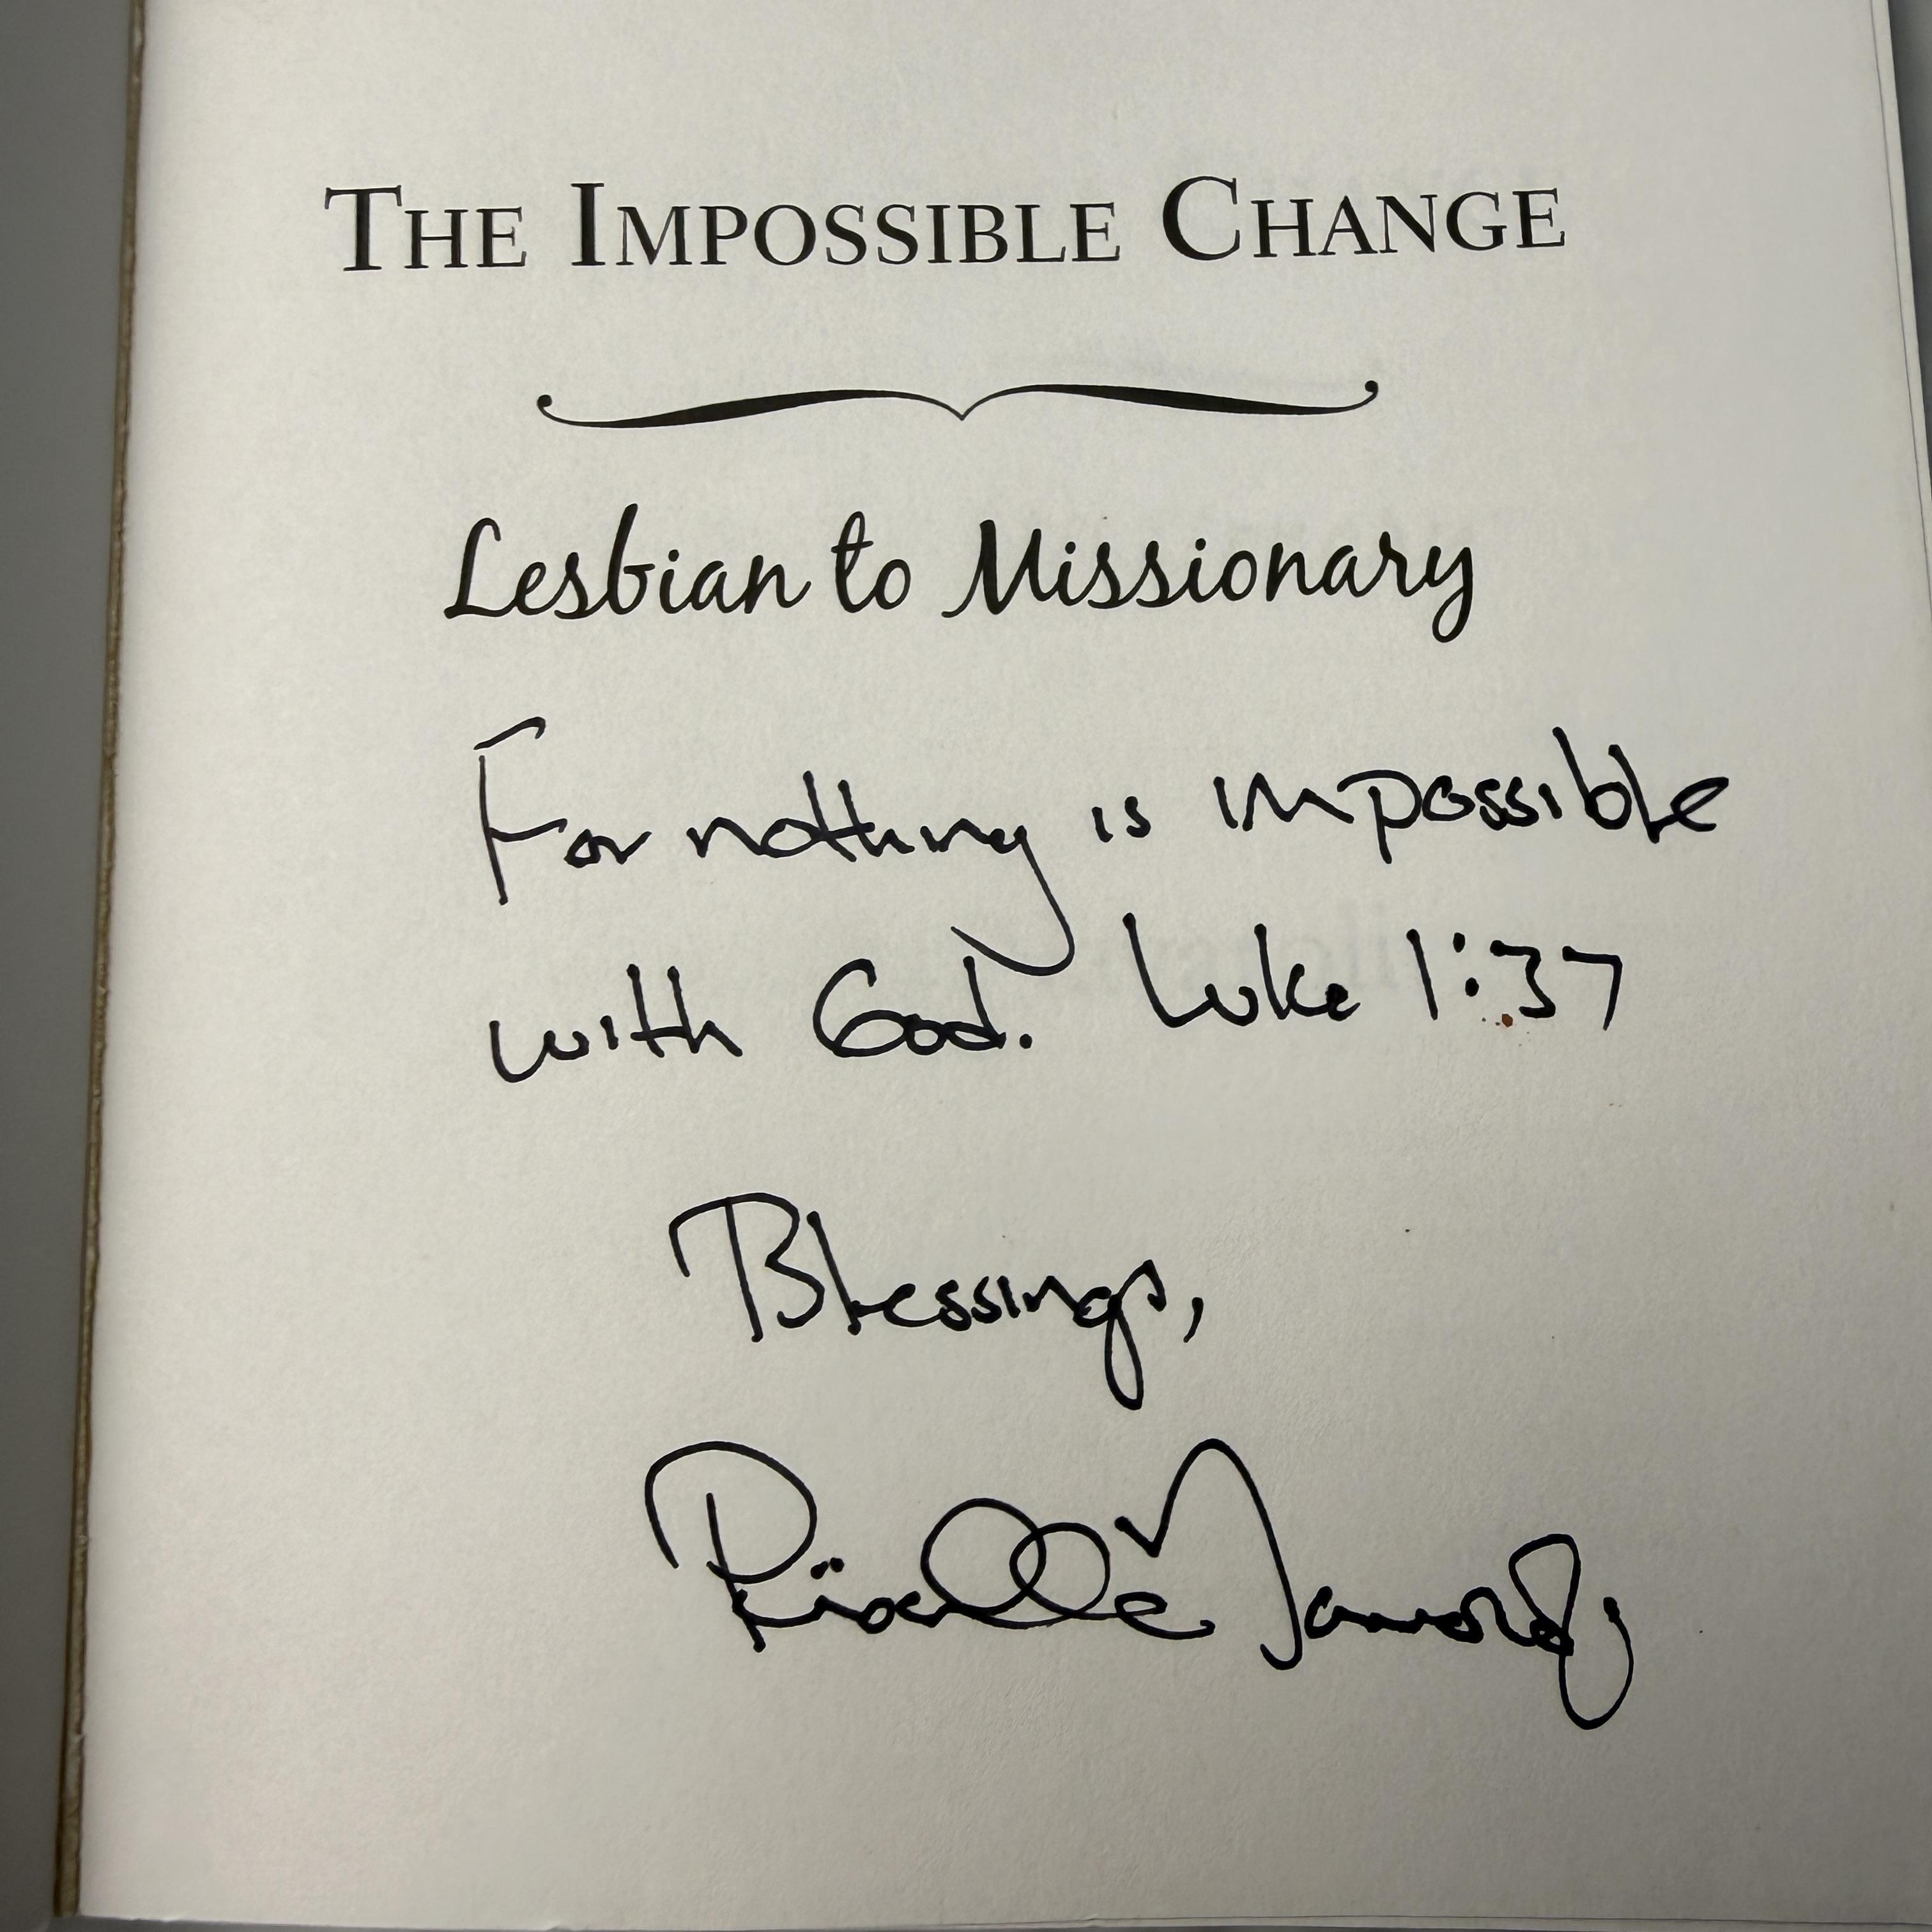 THE IMPOSSIBLE CHANGE
Lesbian to Missionary
For nothing is impossible
with God. Luke 1:37
Blessings,